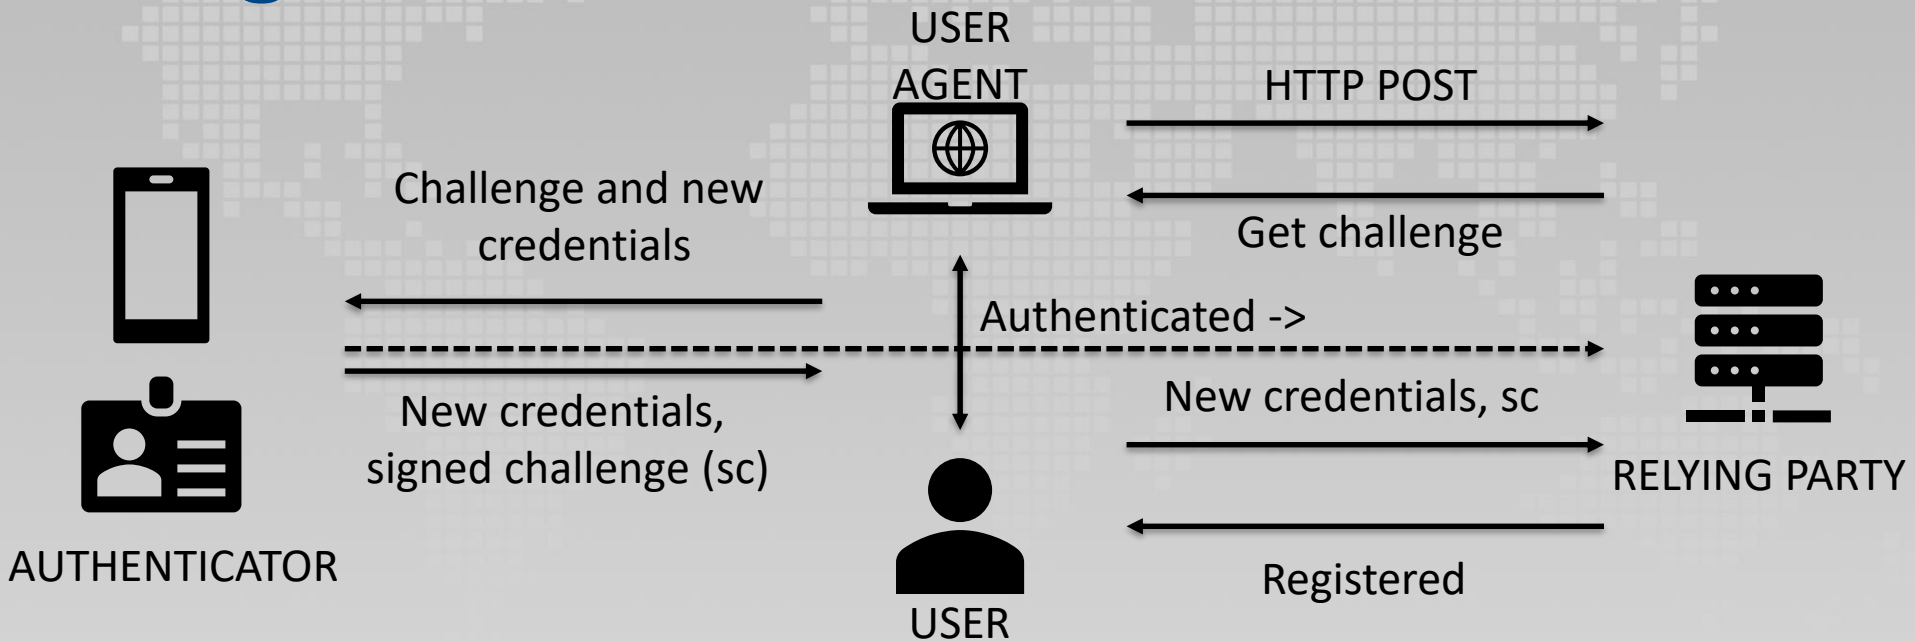 USER
AGENT
HTTP POST
Challenge and new
credentials
Get challenge
Authenticated ->
New credentials,
signed challenge (sc)
New credentials, sc
RELYING PARTY
AUTHENTICATOR
Registered
USER